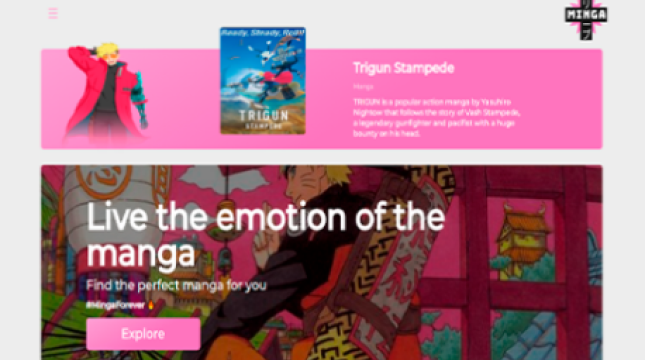 MINGA
Ready, Steady, Roll!!
Trigun Stampede
Manga
TRIGUN is a popular action manga by Yasuhiro
Nightow that follows the story of Vash Stampede,
a legendary gunfighter and pacifist with a huge
bounty on his head.
TRIGUN
STAMPEDE
Live the emotion of the
manga
Find the perfect manga for you
#MingaForever 🔥
Explore